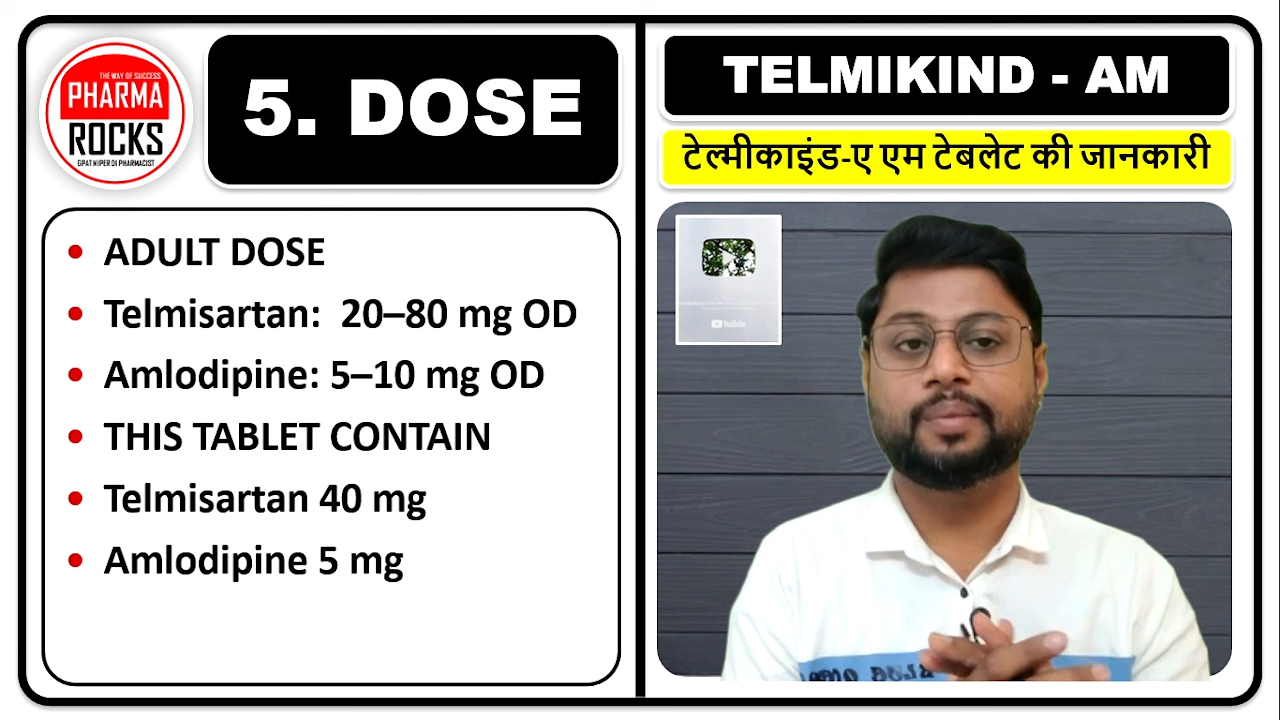 THE WAY OF SUCCESS
PHARMA
ROCKS
GPAT NIPER DI PHARMACIST
5. DOSE
• ADULT DOSE
• Telmisartan:  20–80 mg OD
• Amlodipine: 5–10 mg OD
• THIS TABLET CONTAIN
• Telmisartan 40 mg
• Amlodipine 5 mg
TELMIKIND - AM
टेल्मीकाइंड-ए एम टेबलेट की जानकारी
YouTube